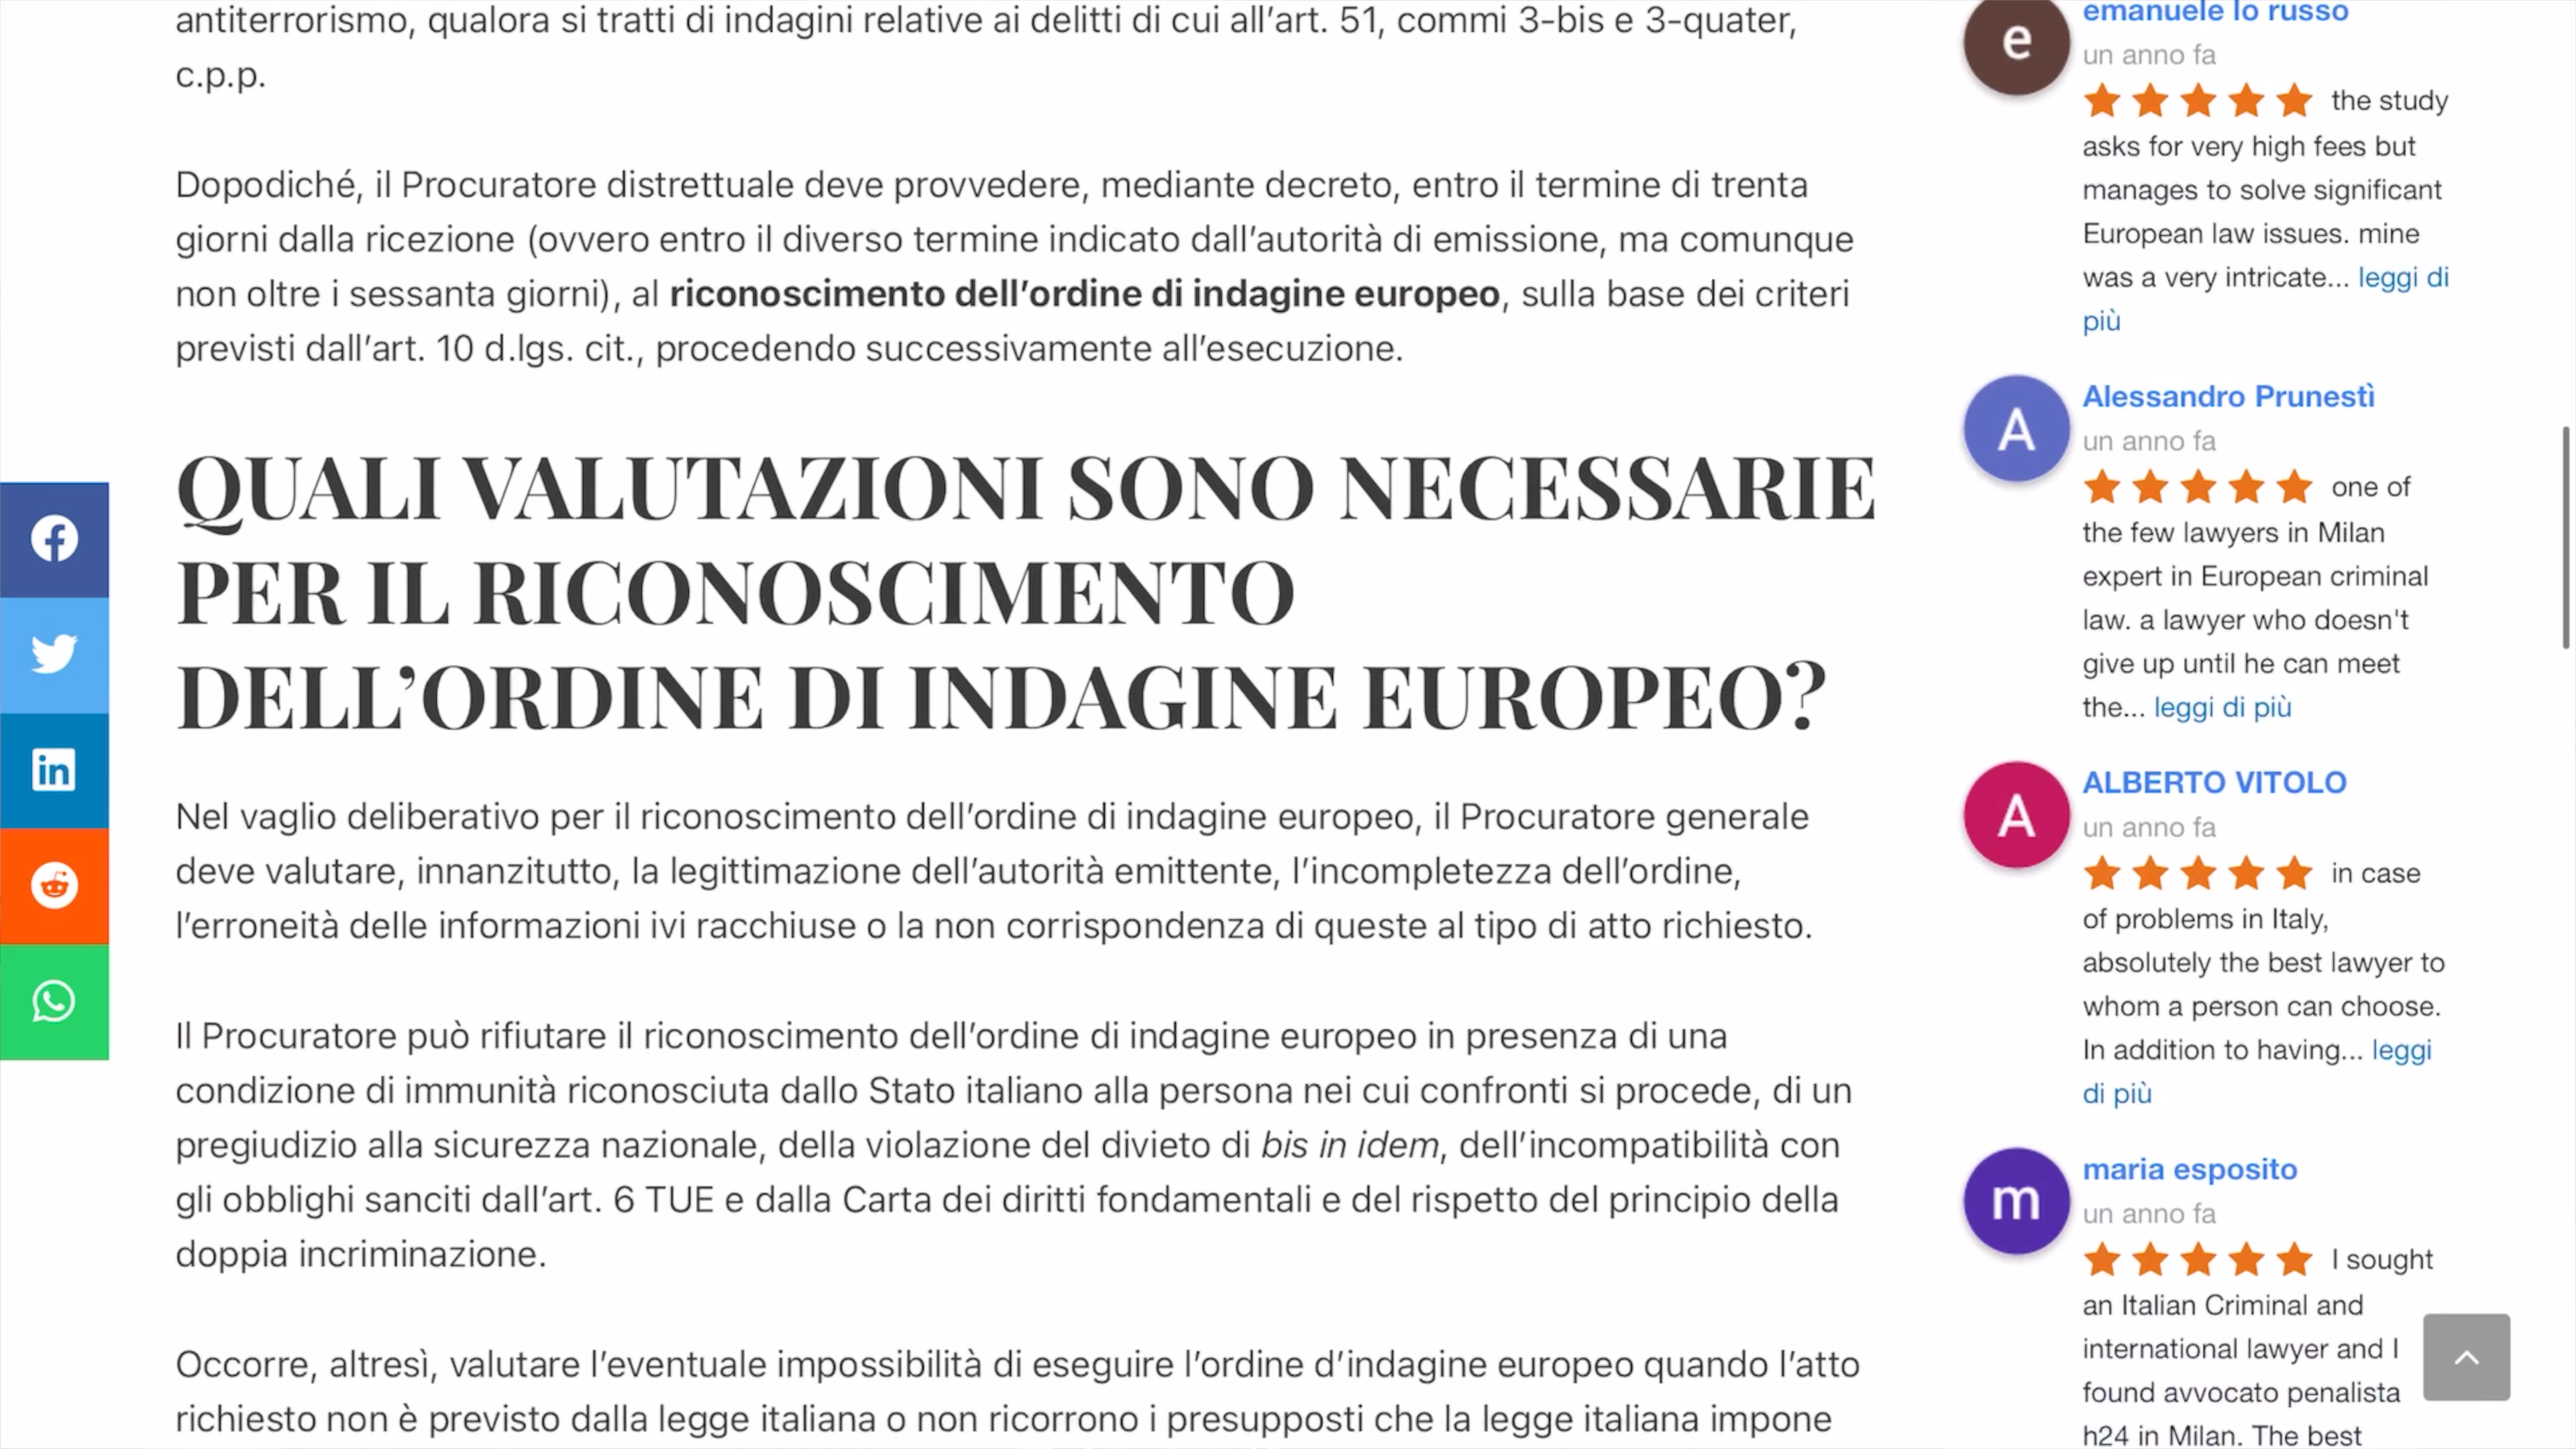 antiterrorismo, qualora si tratti di indagini relative ai delitti di cui all’art. 51, commi 3-bis e 3-quater,
c.p.p.
Dopodiché, il Procuratore distrettuale deve provvedere, mediante decreto, entro il termine di trenta
giorni dalla ricezione (ovvero entro il diverso termine indicato dall’autorità di emissione, ma comunque
non oltre i sessanta giorni), al riconoscimento dell’ordine di indagine europeo, sulla base dei criteri
previsti dall’art. 10 d.lgs. cit., procedendo successivamente all’esecuzione.
QUALI VALUTAZIONI SONO NECESSARIE
PER IL RICONOSCIMENTO
DELL’ORDINE DI INDAGINE EUROPEO?
Nel vaglio deliberativo per il riconoscimento dell’ordine di indagine europeo, il Procuratore generale
deve valutare, innanzitutto, la legittimazione dell’autorità emittente, l’incompletezza dell’ordine,
l’erroneità delle informazioni ivi racchiuse o la non corrispondenza di queste al tipo di atto richiesto.
Il Procuratore può rifiutare il riconoscimento dell’ordine di indagine europeo in presenza di una
condizione di immunità riconosciuta dallo Stato italiano alla persona nei cui confronti si procede, di un
pregiudizio alla sicurezza nazionale, della violazione del divieto di bis in idem, dell’incompatibilità con
gli obblighi sanciti dall’art. 6 TUE e dalla Carta dei diritti fondamentali e del rispetto del principio della
doppia incriminazione.
Occorre, altresì, valutare l’eventuale impossibilità di eseguire l’ordine d’indagine europeo quando l’atto
richiesto non è previsto dalla legge italiana o non ricorrono i presupposti che la legge italiana impone
e
emanuele lo russo
un anno fa
the study
asks for very high fees but
manages to solve significant
European law issues. mine
was a very intricate... leggi di
più
A
Alessandro Prunestì
un anno fa
one of
the few lawyers in Milan
expert in European criminal
law. a lawyer who doesn't
give up until he can meet
the... leggi di più
A
ALBERTO VITOLO
un anno fa
in case
of problems in Italy,
absolutely the best lawyer to
whom a person can choose.
In addition to having... leggi
di più
m
maria esposito
un anno fa
I sought
an Italian Criminal and
international lawyer and I
found avvocato penalista
h24 in Milan. The best